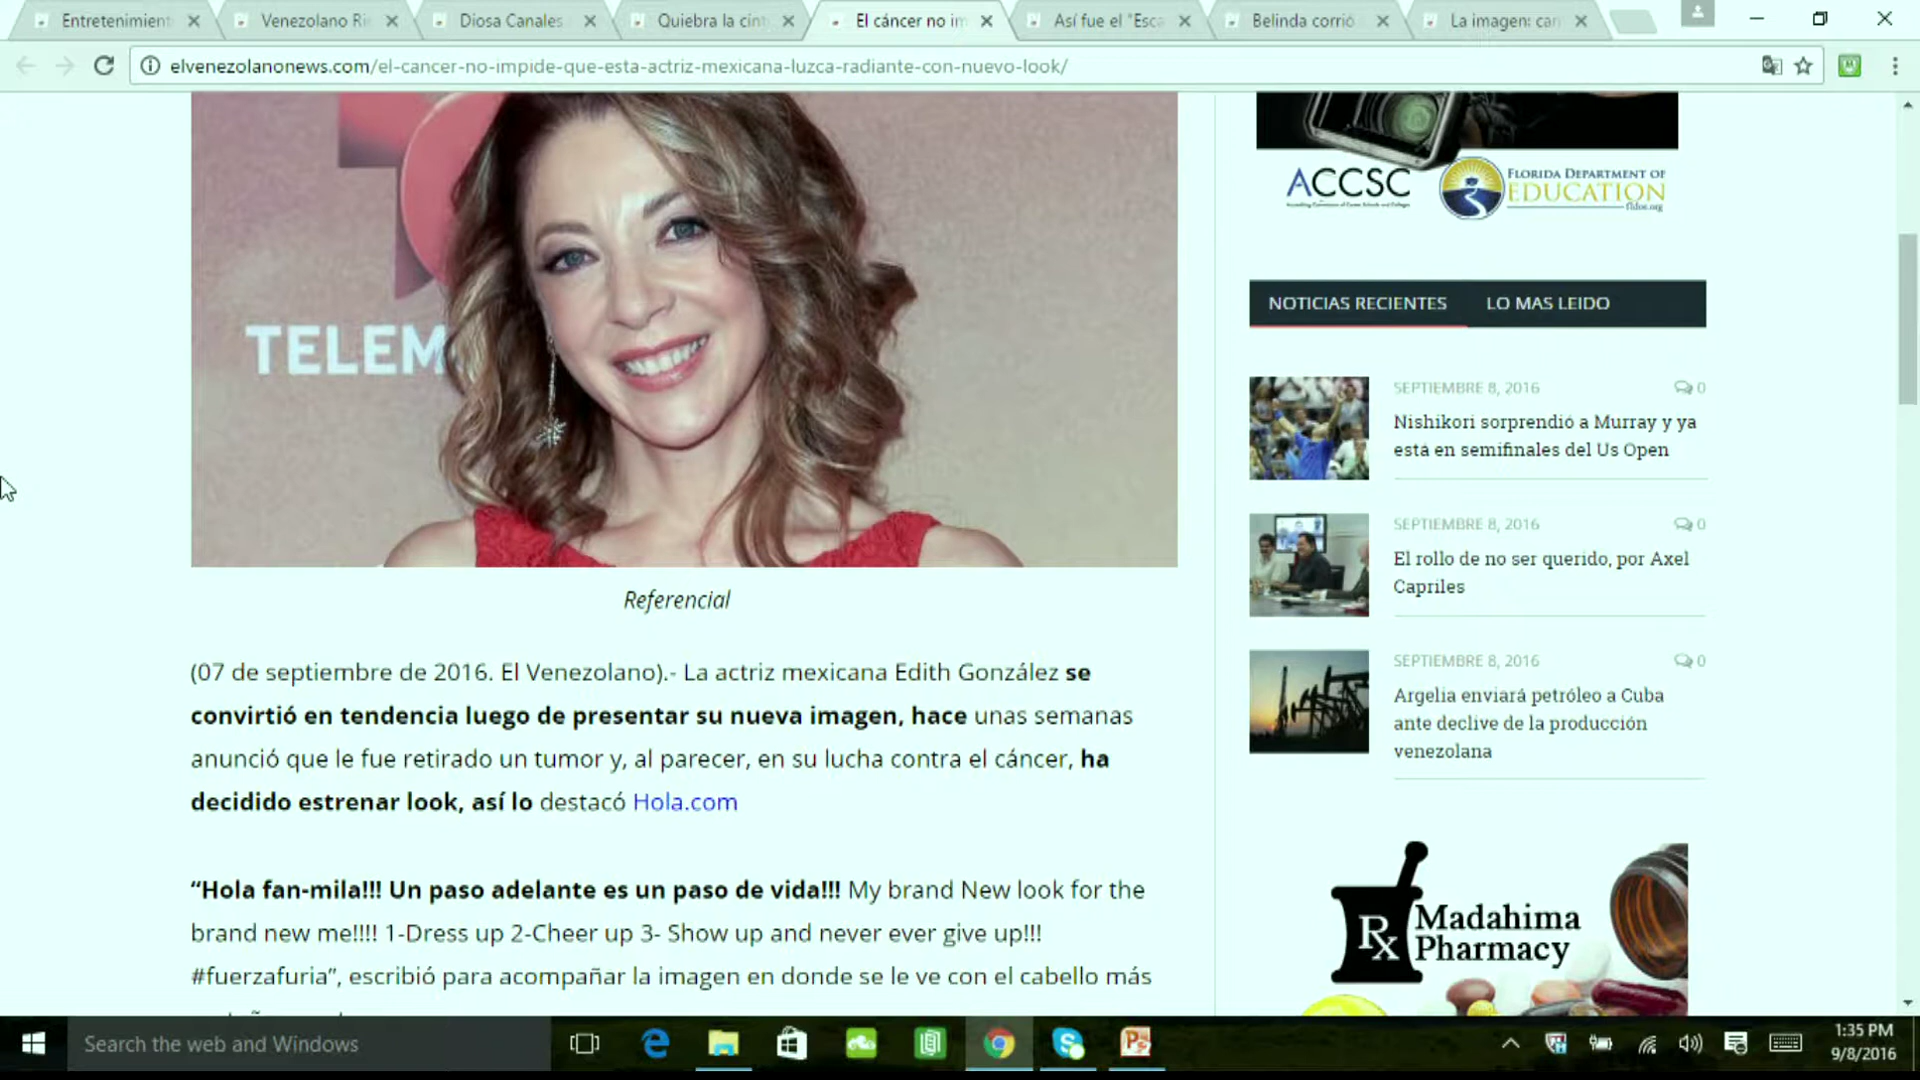 Entretenimient
Venezolano Ri
Diosa Canales
Quiebra la cint
El cáncer no im
Así fue el "Esca
Belinda corrió
La imagen: can
elvenezolanonews.com/el-cancer-no-impide-que-esta-actriz-mexicana-luzca-radiante-con-nuevo-look/
TELEM
Referencial
(07 de septiembre de 2016. El Venezolano).- La actriz mexicana Edith González se
convirtió en tendencia luego de presentar su nueva imagen, hace unas semanas
anunció que le fue retirado un tumor y, al parecer, en su lucha contra el cáncer, ha
decidido estrenar look, así lo destacó Hola.com
“Hola fan-mila!!! Un paso adelante es un paso de vida!!! My brand New look for the
brand new me!!!! 1-Dress up 2-Cheer up 3- Show up and never ever give up!!!
#fuerzafuria”, escribió para acompañar la imagen en donde se le ve con el cabello más
ACCSC
FLORIDA DEPARTMENT OF
EDUCATION
fldoe.org
NOTICIAS RECIENTES
LO MAS LEIDO
SEPTIEMBRE 8, 2016
0
Nishikori sorprendió a Murray y ya
está en semifinales del Us Open
SEPTIEMBRE 8, 2016
0
El rollo de no ser querido, por Axel
Capriles
SEPTIEMBRE 8, 2016
0
Argelia enviará petróleo a Cuba
ante declive de la producción
venezolana
Rx
Madahima
Pharmacy
Search the web and Windows
1:35 PM
9/8/2016